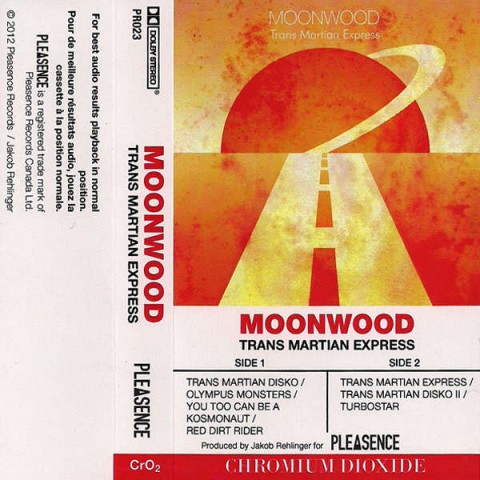 © 2012 Pleasence Records / Jakob Rehlinger
PLEASENCE is a registered trade mark of
Pleasence Records Canada Ltd.
Pour de meilleure résultats audio, jouez la
cassette à la position normale.
For best audio results playback in normal
position.
DOLBY STEREO ®
PR023
MOONWOOD
TRANS MARTIAN EXPRESS
PLEASENCE
CrO₂
MOONWOOD
Trans Martian Express
MOONWOOD
TRANS MARTIAN EXPRESS
SIDE 1
TRANS MARTIAN DISKO /
OLYMPUS MONSTERS /
YOU TOO CAN BE A
KOSMONAUT /
RED DIRT RIDER
SIDE 2
TRANS MARTIAN EXPRESS /
TRANS MARTIAN DISKO II /
TURBOSTAR
Produced by Jakob Rehlinger for PLEASENCE
CHROMIUM DIOXIDE